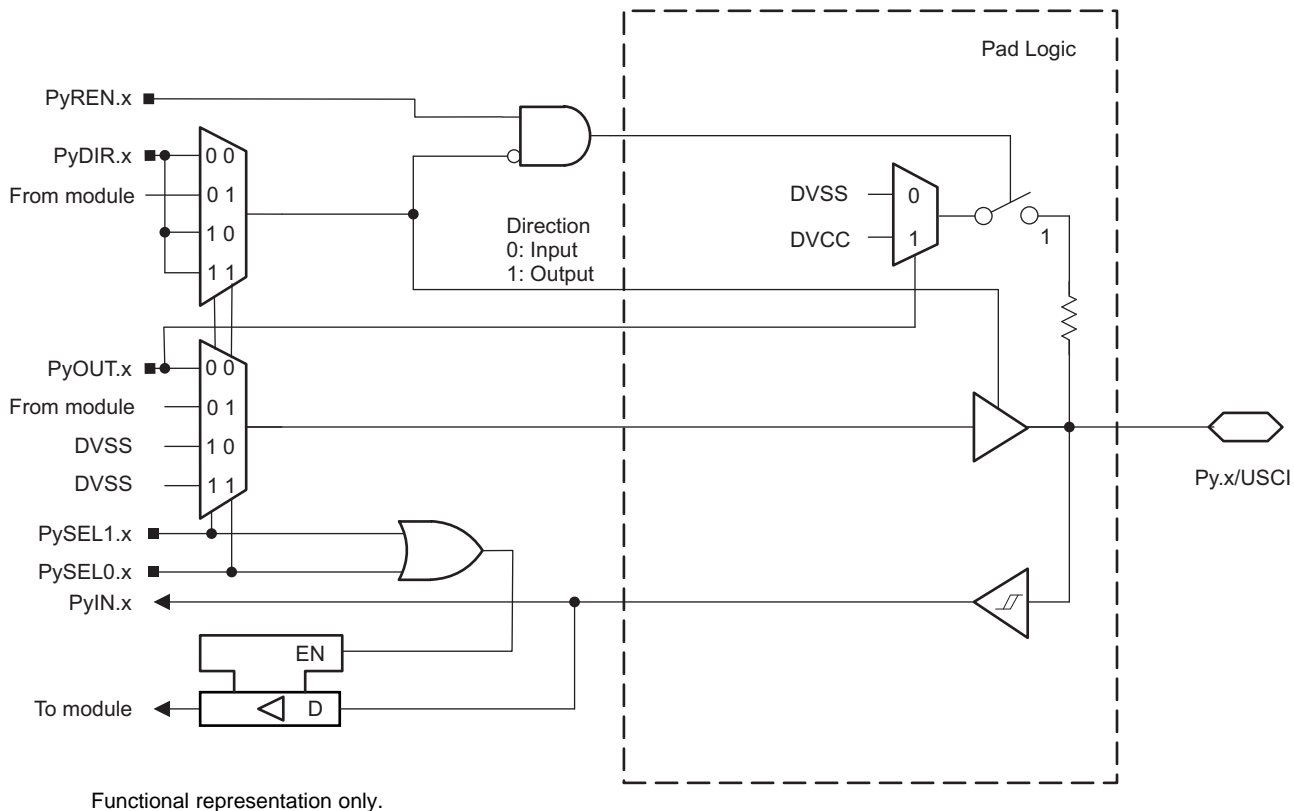 Pad Logic
PyREN.x
PyDIR.x
0 0
From module
0 1
1 0
1 1
Direction
0: Input
1: Output
DVSS
0
DVCC
1
1
PyOUT.x
0 0
From module
0 1
DVSS
1 0
DVSS
1 1
Py.x/USCI
PySEL1.x
PySEL0.x
PyIN.x
EN
To module
D
Functional representation only.